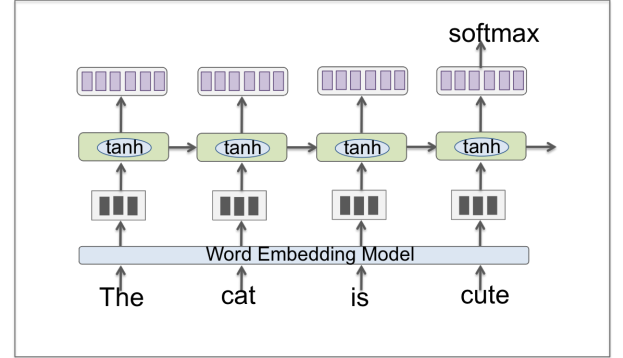 softmax
tanh tanh tanh tanh
Word Embedding Model
The cat is cute